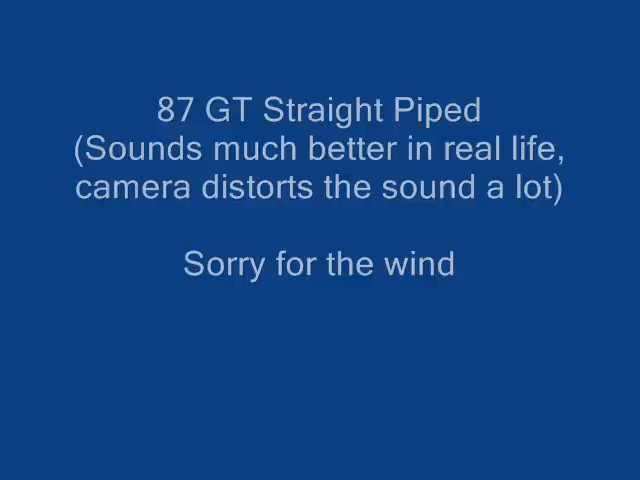 87 GT Straight Piped
(Sounds much better in real life,
camera distorts the sound a lot)
Sorry for the wind